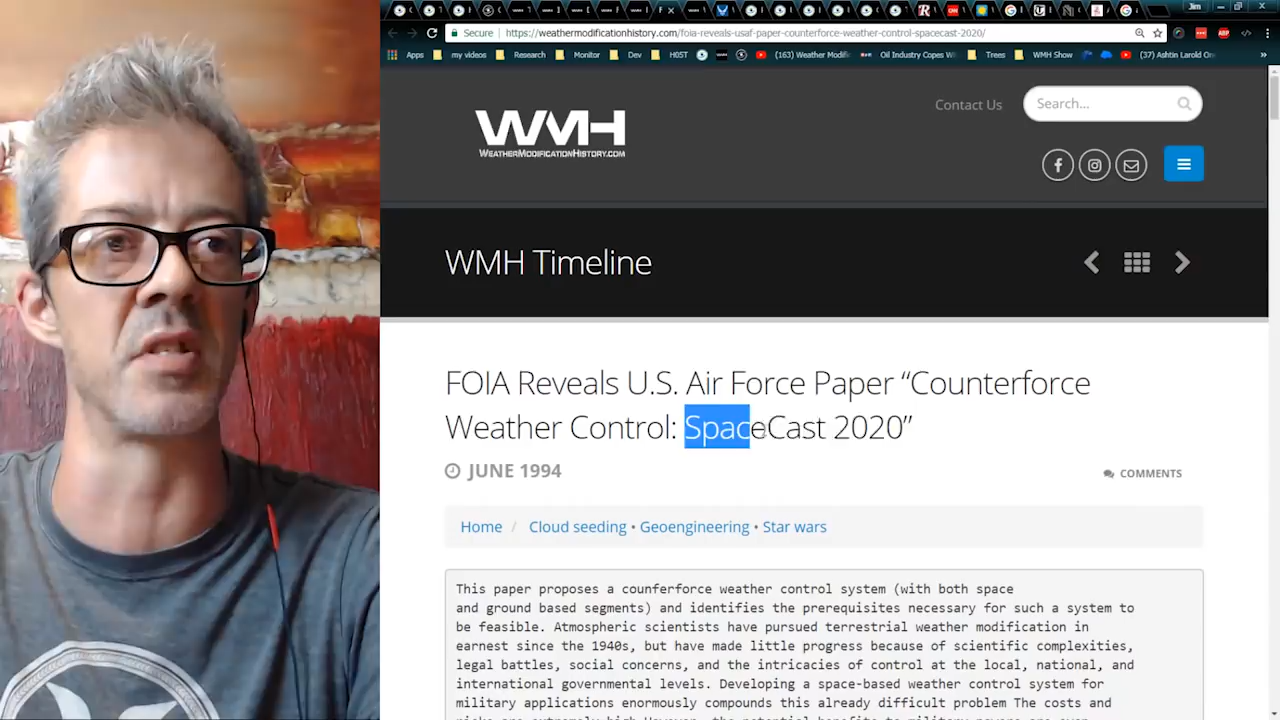 Jim
Secure
https://weathermodificationhistory.com/foia-reveals-usaf-paper-counterforce-weather-control-spacecast-2020/
Apps
my videos
Research
Monitor
Dev
HOST
(163) Weather Modif
Oil Industry Copes W
Trees
WMH Show
(37) Ashtin Larold On
»
WMH
WEATHERMODIFICATIONHISTORY.COM
Contact Us
Search...
WMH Timeline
FOIA Reveals U.S. Air Force Paper “Counterforce
Weather Control: SpaceCast 2020”
JUNE 1994
COMMENTS
Home / Cloud seeding • Geoengineering • Star wars
This paper proposes a counferforce weather control system (with both space
and ground based segments) and identifies the prerequisites necessary for such a system to
be feasible. Atmospheric scientists have pursued terrestrial weather modification in
earnest since the 1940s, but have made little progress because of scientific complexities,
legal battles, social concerns, and the intricacies of control at the local, national, and
international governmental levels. Developing a space-based weather control system for
military applications enormously compounds this already difficult problem The costs and